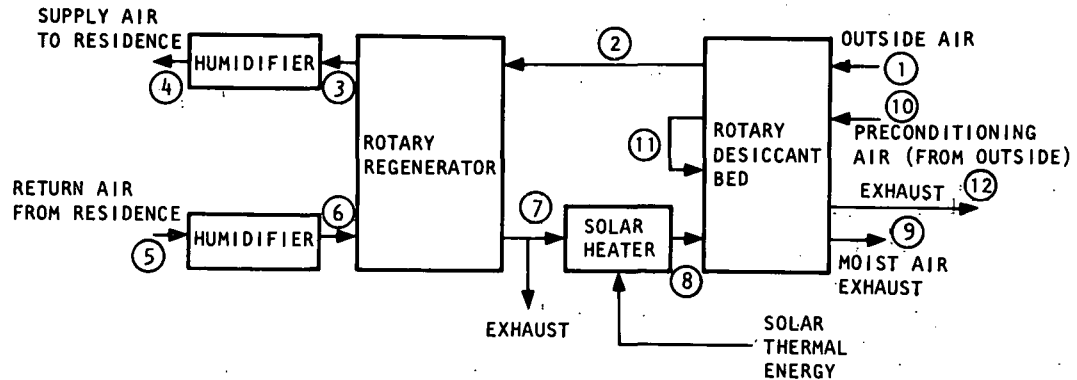 SUPPLY AIR
TO RESIDENCE
HUMIDIFIER
4
3
ROTARY
REGENERATOR
2
11
ROTARY
DESICCANT
BED
OUTSIDE AIR
1
10
PRECONDITIONING
AIR (FROM OUTSIDE)
EXHAUST
12
9
MOIST AIR
EXHAUST
RETURN AIR
FROM RESIDENCE
5
HUMIDIFIER
6
7
SOLAR
HEATER
8
EXHAUST
SOLAR
THERMAL
ENERGY